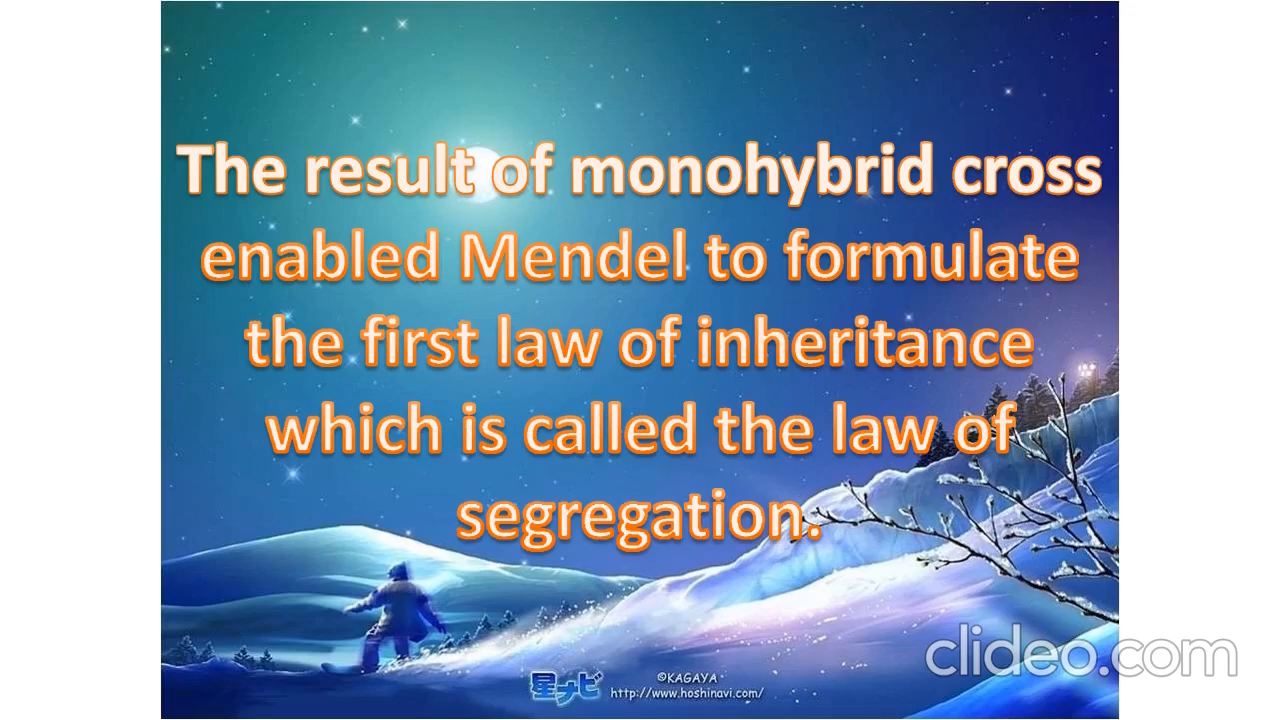 The result of monohybrid cross
enabled Mendel to formulate
the first law of inheritance
which is called the law of
segregation.
clideo.com
星ナビ
©KAGAYA
http://www.hoshinavi.com/